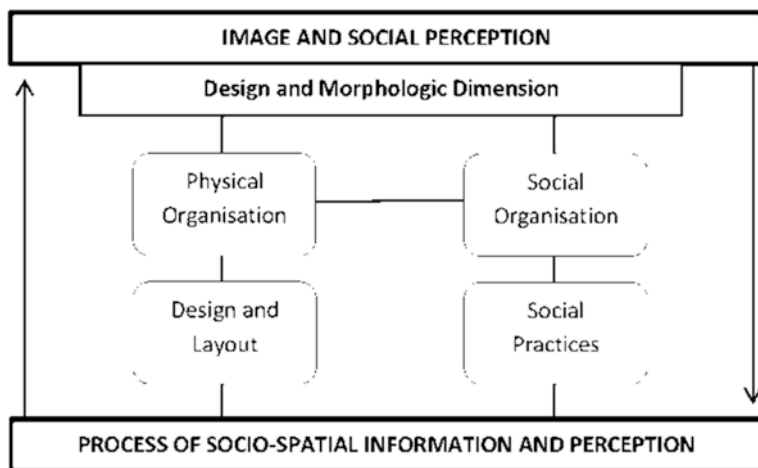 IMAGE AND SOCIAL PERCEPTION
Design and Morphologic Dimension
Physical
Organisation
Social
Organisation
Design and
Layout
Social
Practices
PROCESS OF SOCIO-SPATIAL INFORMATION AND PERCEPTION